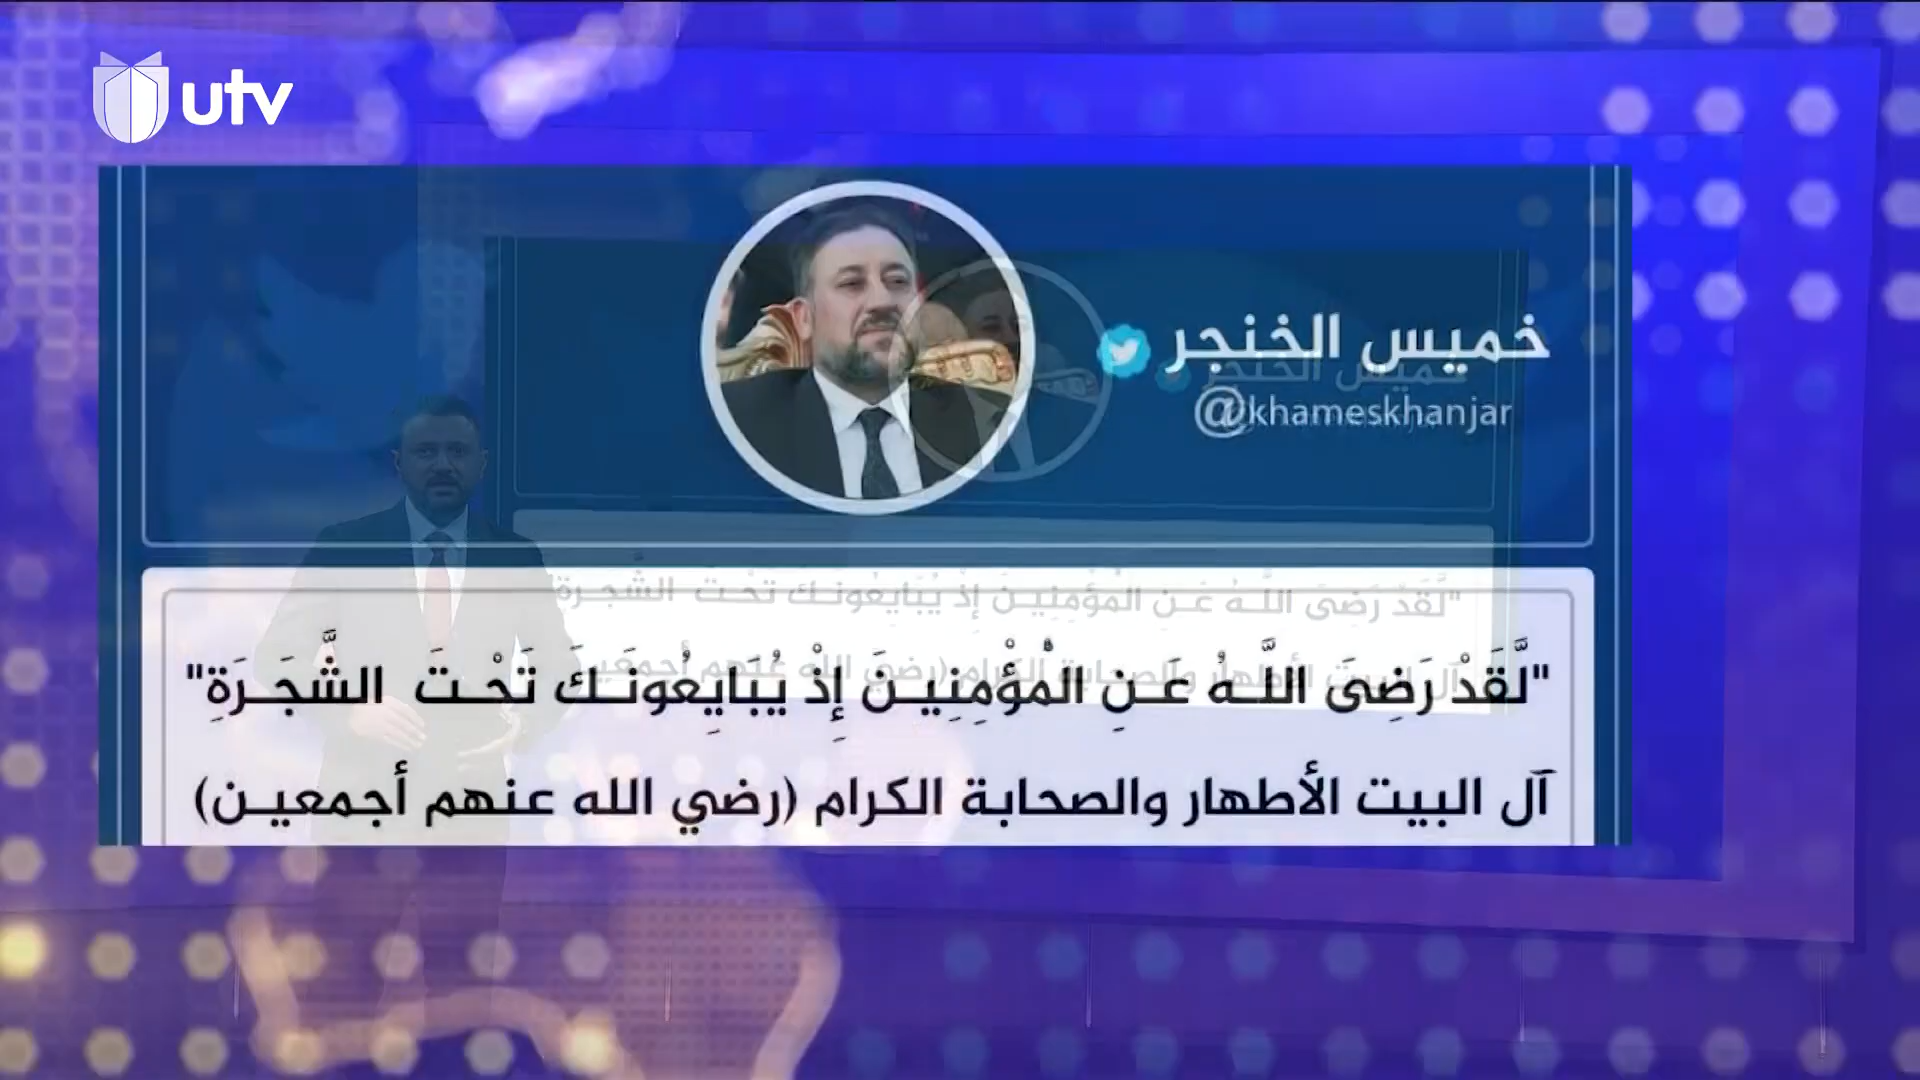 utv
خميس الخنجر
@khameskhanjar
"لَّقَدْ رَضِيَ اللَّـهُ عَـنِ الْمُؤْمِنِيـنَ إِذْ يُبَايِعُونَـكَ تَحْـتَ الشَّجَـرَةِ"
آل البيت الأطهار والصحابة الكرام (رضي الله عنهم أجمعيـن)